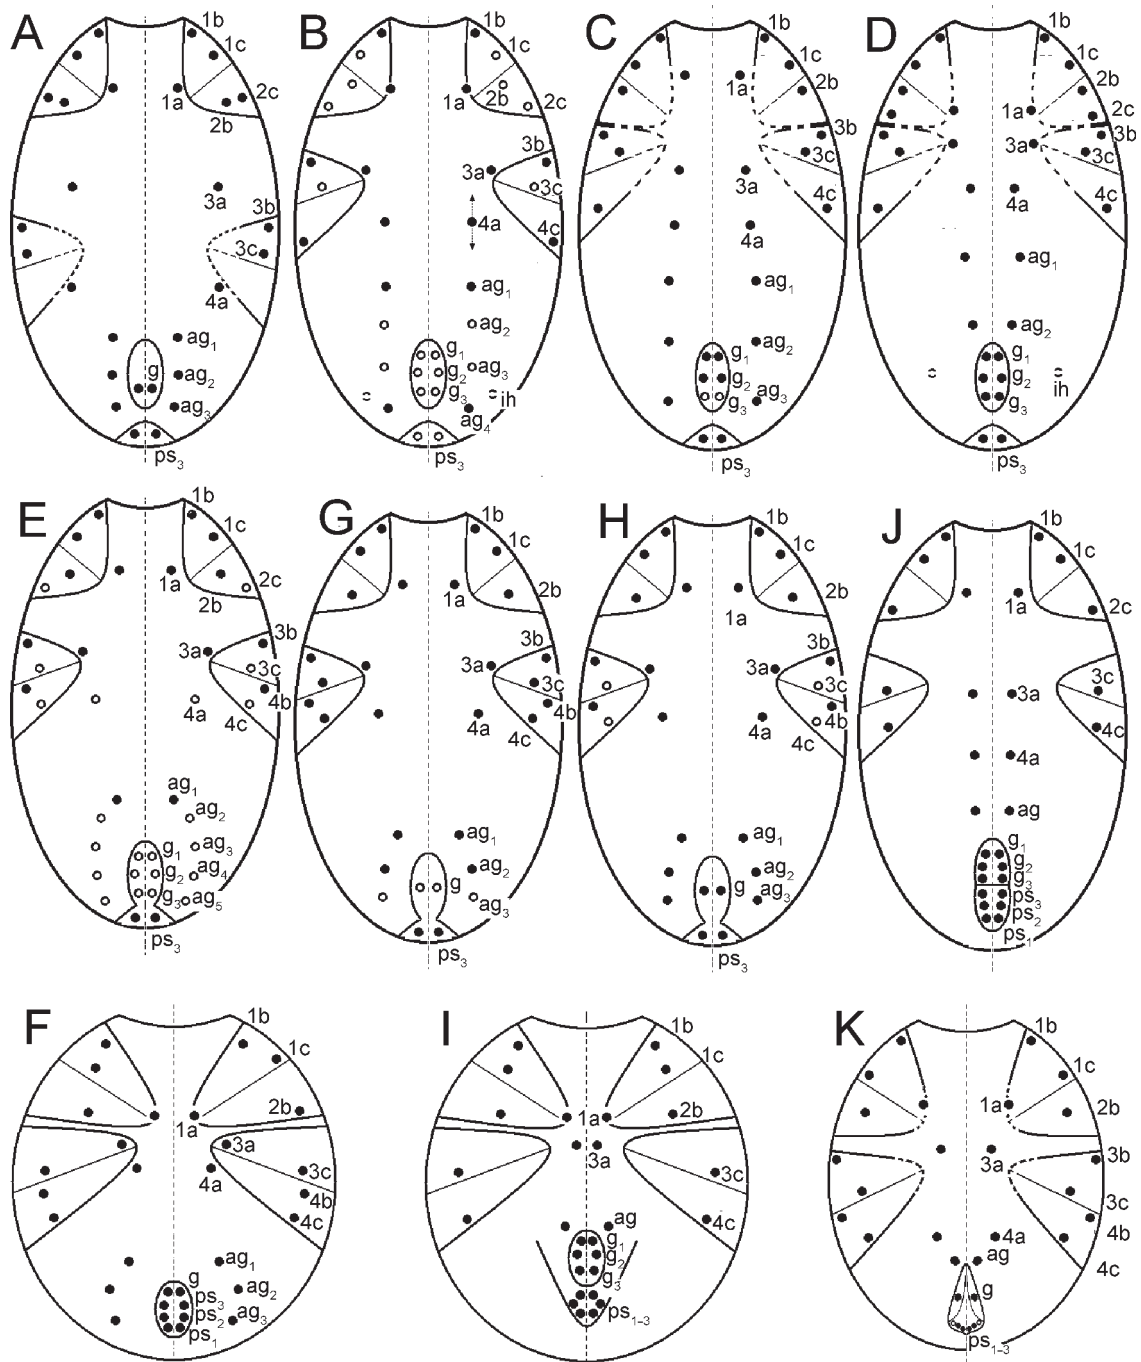 A
1b
1c
1a
2c
2b
3a
3b
3c
4a
ag1
g
ag2
ag3
ps3
B
1b
1c
1a
2b
2c
3b
3a
3c
4a
4c
ag1
ag2
g1
g2
ag3
g3
ih
ag4
ps3
C
1b
1c
1a
2b
3b
3c
3a
4c
4a
ag1
ag2
g1
g2
g3
ag3
ps3
D
1b
1c
2b
1a
2c
3b
3a
3c
4a
4c
ag1
ag2
g1
g2
ih
g3
ps3
E
1b
1c
1a
2c
2b
3b
3a
3c
4b
4a
4c
ag1
ag2
g1
ag3
g2
ag4
g3
ag5
ps3
G
1b
1c
1a
2b
3b
3a
3c
4b
4a
4c
ag1
ag2
g
ag3
ps3
H
1b
1c
1a
2b
3b
3a
3c
4b
4a
4c
ag1
ag2
g
ag3
ps3
J
1b
1c
1a
2c
3c
3a
4c
4a
ag
g1
g2
g3
ps3
ps2
ps1
F
1b
1c
2b
1a
3a
3c
4a
4b
4c
ag1
g
ag2
ps3
ps2
ag3
ps1
I
1b
1c
1a
2b
3a
3c
4c
ag
g1
g2
g3
ps1-3
K
1b
1c
1a
2b
3b
3a
3c
4a
4b
ag
4c
g
ps1-3